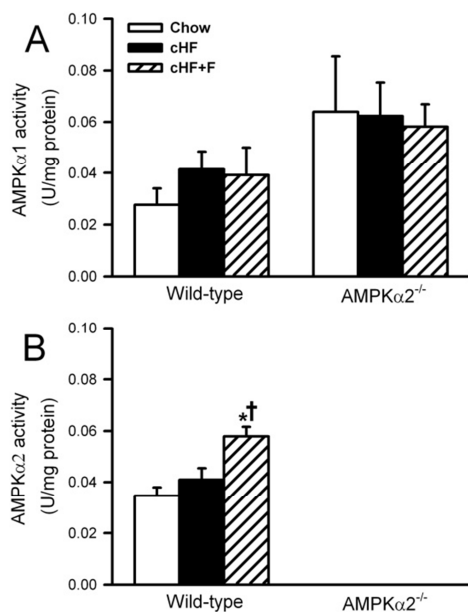 A
Chow
cHF
cHF+F
AMPKα1 activity
(U/mg protein)
0.10
0.08
0.06
0.04
0.02
0.00
Wild-type
AMPKα2-/-
B
AMPKα2 activity
(U/mg protein)
0.10
0.08
0.06
0.04
0.02
0.00
*†
Wild-type
AMPKα2-/-